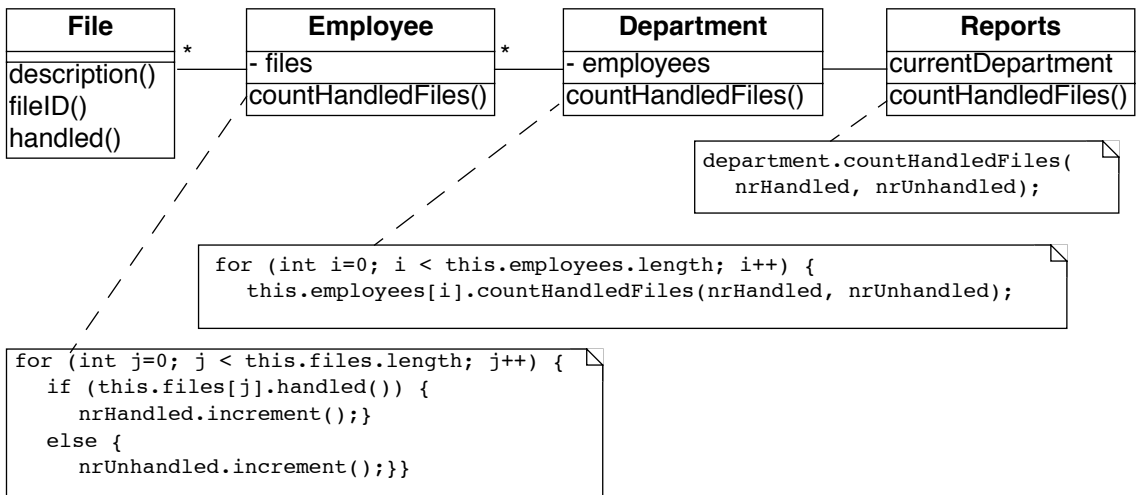 File
description()
fileID()
handled()
*
Employee
- files
countHandledFiles()
*
Department
- employees
countHandledFiles()
Reports
currentDepartment
countHandledFiles()
department.countHandledFiles(
nrHandled, nrUnhandled);
for (int i=0; i < this.employees.length; i++) {
this.employees[i].countHandledFiles(nrHandled, nrUnhandled);
for (int j=0; j < this.files.length; j++) {
if (this.files[j].handled()) {
nrHandled.increment();}
else {
nrUnhandled.increment();}}